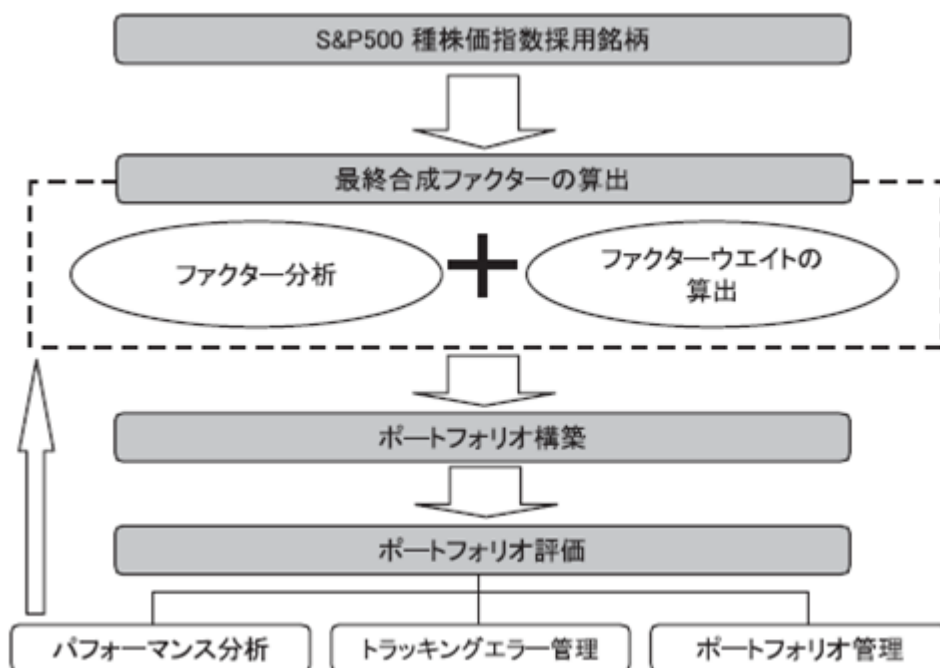 S&P500 種株価指数採用銘柄
最終合成ファクターの算出
ファクター分析
ファクターウエイトの
算出
ポートフォリオ構築
ポートフォリオ評価
パフォーマンス分析
トラッキングエラー管理
ポートフォリオ管理